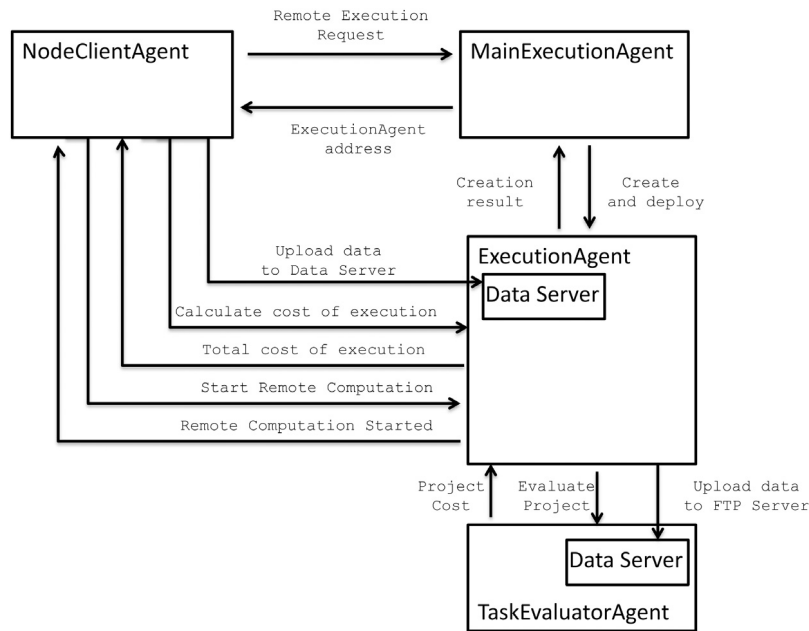 Remote Execution
Request
NodeClientAgent
MainExecutionAgent
ExecutionAgent
address
Creation
result
Create
and deploy
Upload data
to Data Server
ExecutionAgent
Data Server
Calculate cost of execution
Total cost of execution
Start Remote Computation
Remote Computation Started
Project
Cost
Evaluate
Project
Upload data
to FTP Server
Data Server
TaskEvaluatorAgent